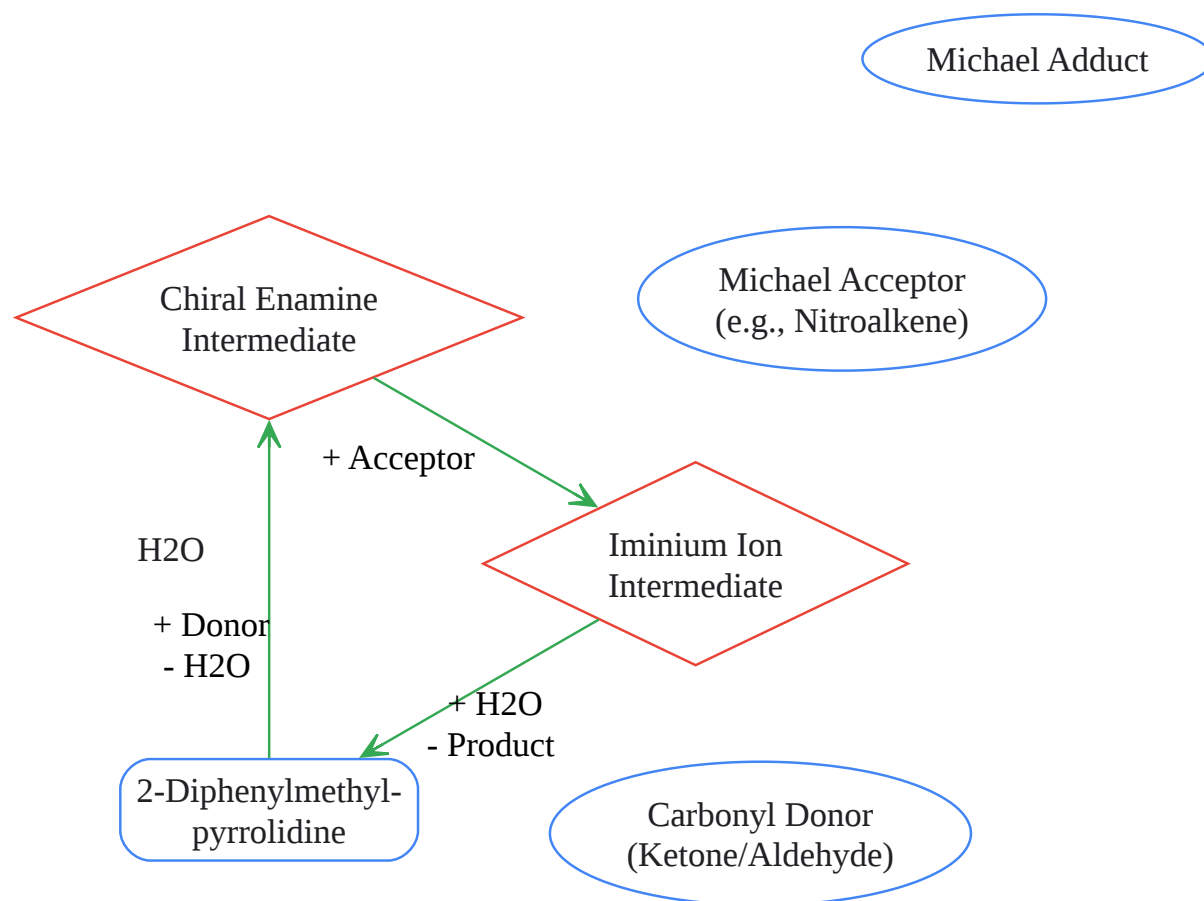 Michael Adduct
Chiral Enamine
Intermediate
Michael Acceptor
(e.g., Nitroalkene)
+ Acceptor
H2O
Iminium Ion
Intermediate
+ Donor
- H2O
+ H2O
- Product
2-Diphenylmethyl-
pyrrolidine
Carbonyl Donor
(Ketone/Aldehyde)